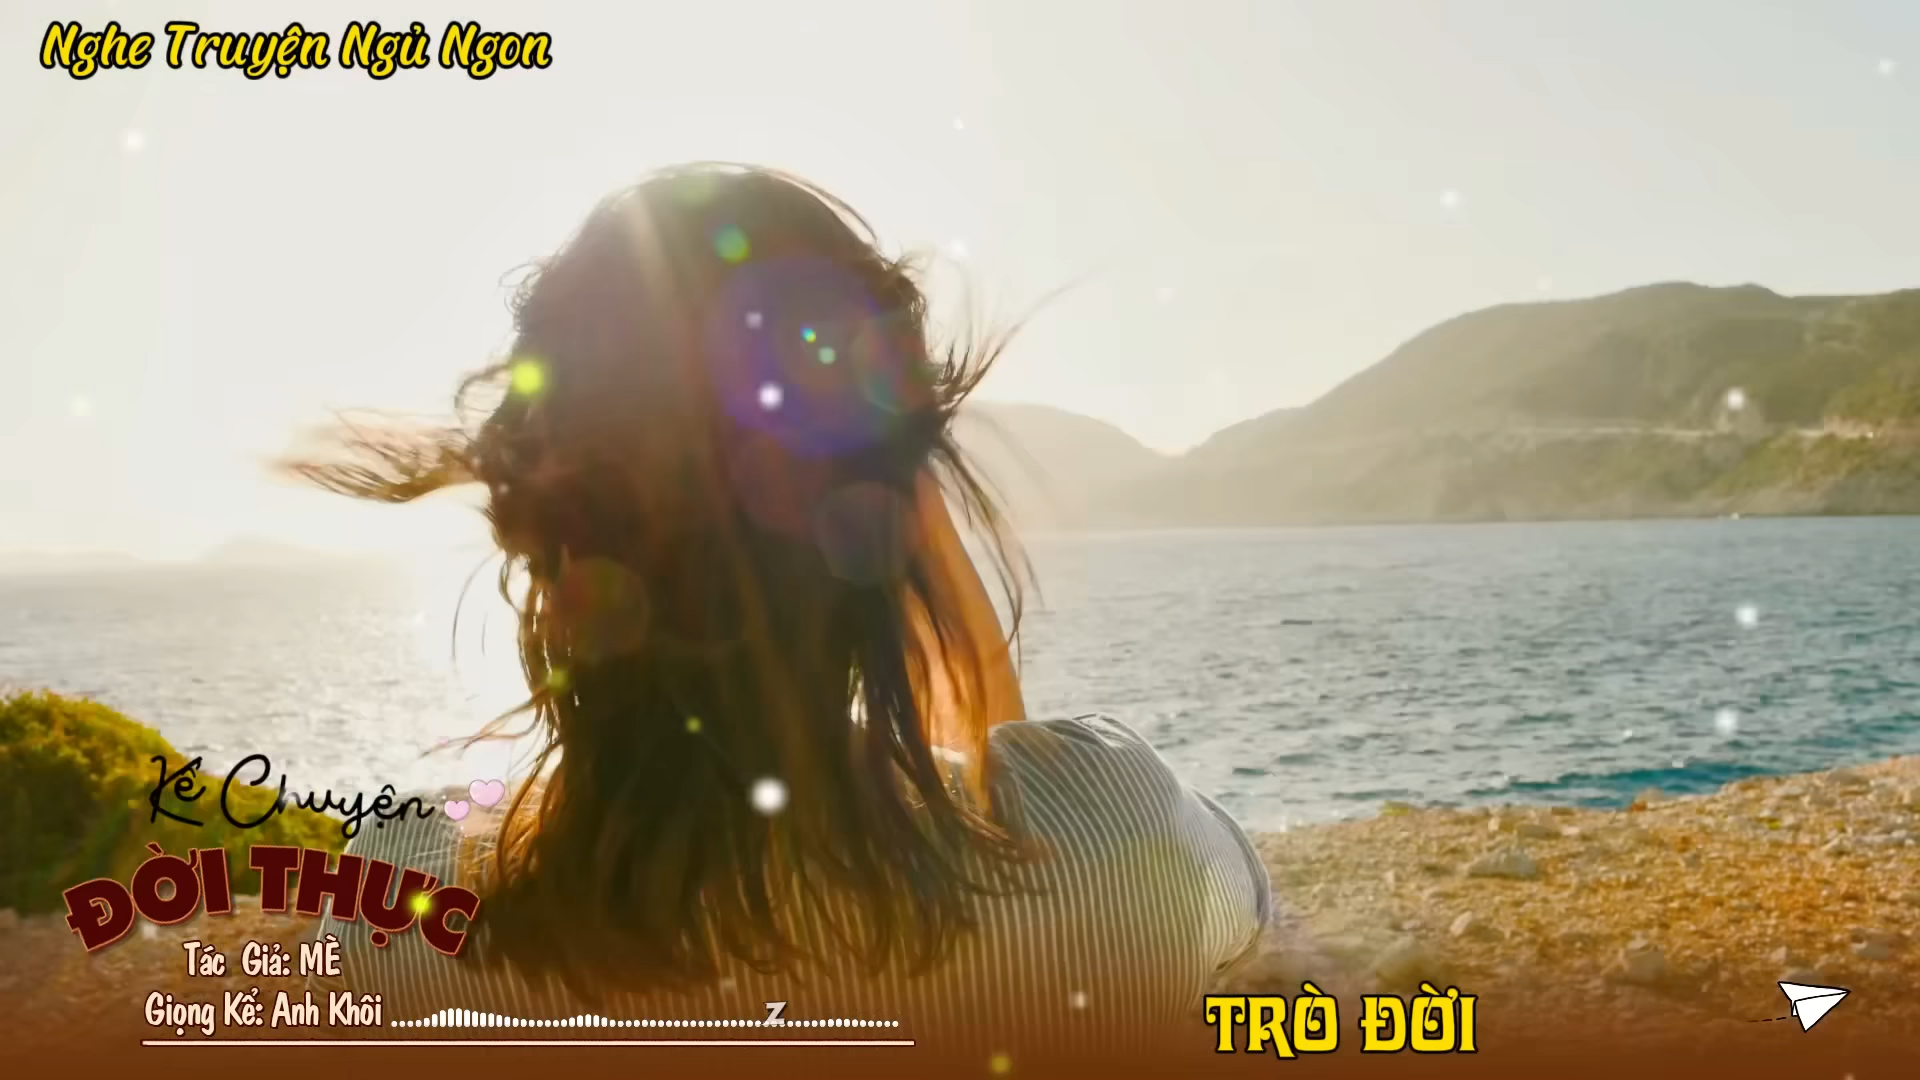 Nghe Truyện Ngủ Ngon
Kể Chuyện
ĐỜI THỰC
Tác Giả: MÈ
Giọng Kể: Anh Khôi
Z
TRÒ ĐỜI